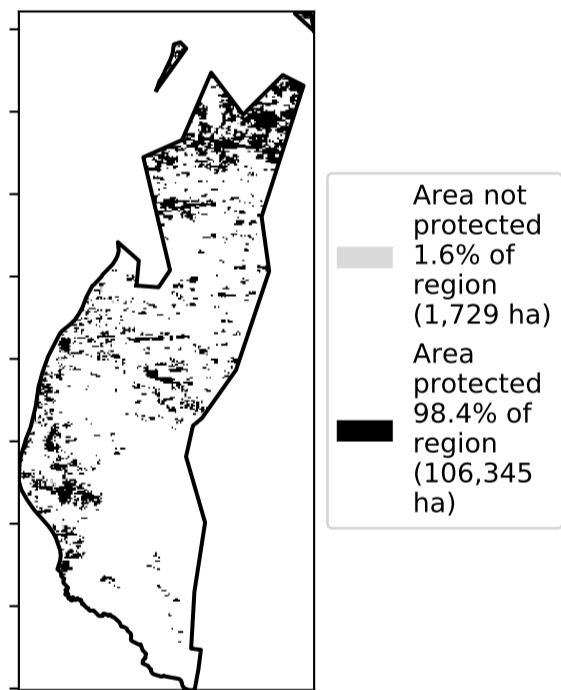 Area not
protected
1.6% of
region
(1,729 ha)
Area
protected
98.4% of
region
(106,345
ha)